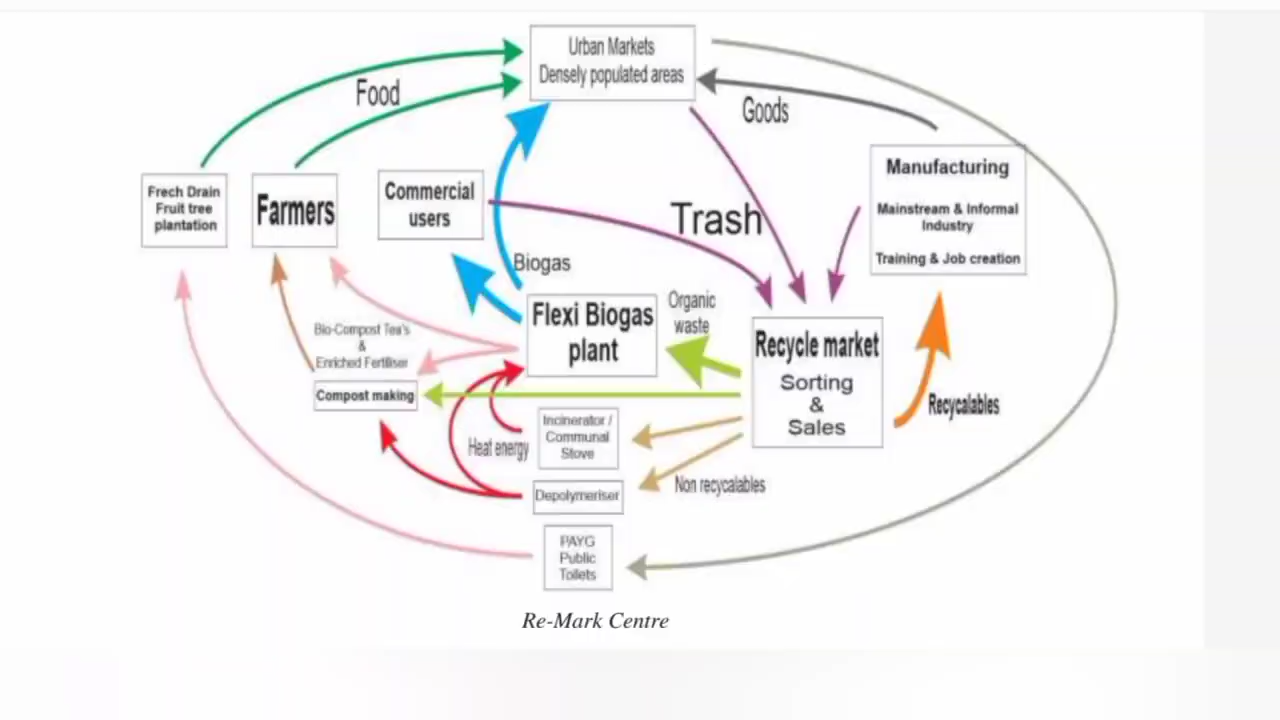 Urban Markets
Densely populated areas
Food
Goods
Frech Drain
Fruit tree
plantation
Farmers
Commercial
users
Manufacturing
Mainstream & Informal
Industry
Training & Job creation
Trash
Biogas
Flexi Biogas
plant
Organic
waste
Recycle market
Sorting
&
Sales
Bio-Compost Tea's
&
Enriched Fertiliser
Compost making
Recycalables
Incinerator /
Communal
Stove
Heat energy
Depolymeriser
Non recycalables
PAYG
Public
Toilets
Re-Mark Centre